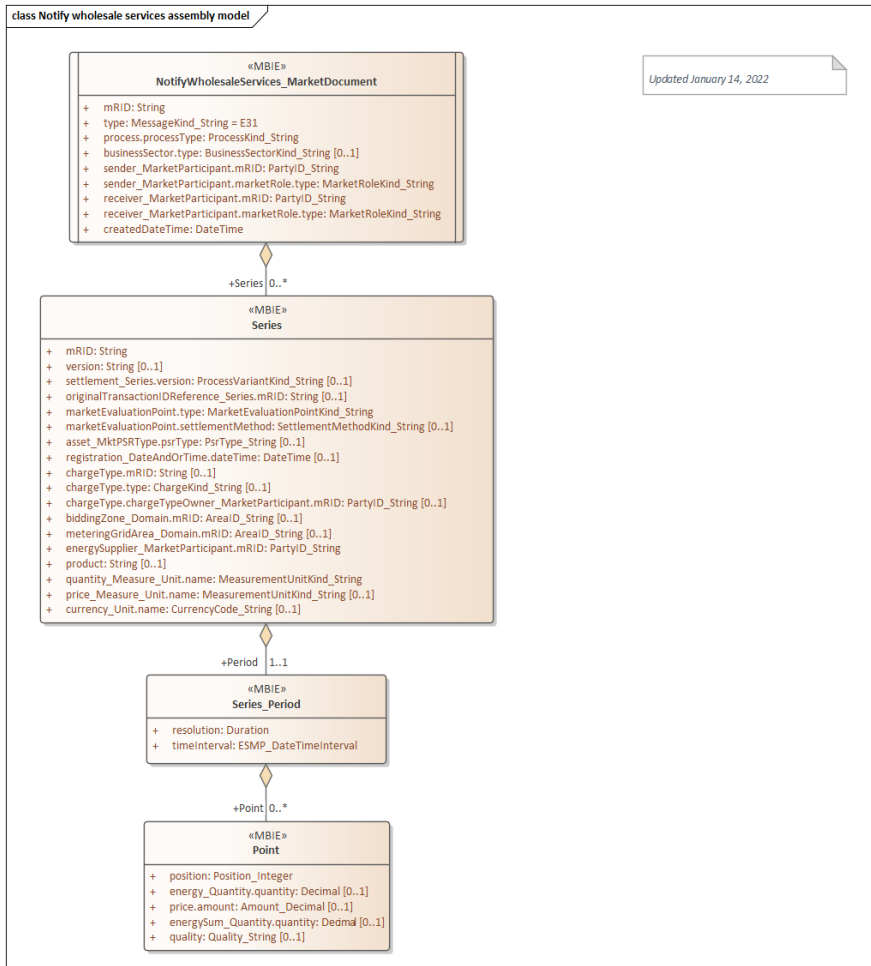 class Notify wholesale services assembly model
Updated January 14, 2022
«MBIE»
NotifyWholesaleServices_MarketDocument
+ mRID: String
+ type: MessageKind_String = E31
+ process.processType: ProcessKind_String
+ businessSector.type: BusinessSectorKind_String [0..1]
+ sender_MarketParticipant.mRID: PartyID_String
+ sender_MarketParticipant.marketRole.type: MarketRoleKind_String
+ receiver_MarketParticipant.mRID: PartyID_String
+ receiver_MarketParticipant.marketRole.type: MarketRoleKind_String
+ createdDateTime: DateTime
+Series 0..*
«MBIE»
Series
+ mRID: String
+ version: String [0..1]
+ settlement_Series.version: ProcessVariantKind_String [0..1]
+ originalTransactionIDReference_Series.mRID: String [0..1]
+ marketEvaluationPoint.type: MarketEvaluationPointKind_String
+ marketEvaluationPoint.settlementMethod: SettlementMethodKind_String [0..1]
+ asset_MktPSRType.psrType: PsrType_String [0..1]
+ registration_DateAndOrTime.dateTime: DateTime [0..1]
+ chargeType.mRID: String [0..1]
+ chargeType.type: ChargeKind_String [0..1]
+ chargeType.chargeTypeOwner_MarketParticipant.mRID: PartyID_String [0..1]
+ biddingZone_Domain.mRID: AreaID_String [0..1]
+ meteringGridArea_Domain.mRID: AreaID_String [0..1]
+ energySupplier_MarketParticipant.mRID: PartyID_String
+ product: String [0..1]
+ quantity_Measure_Unit.name: MeasurementUnitKind_String
+ price_Measure_Unit.name: MeasurementUnitKind_String [0..1]
+ currency_Unit.name: CurrencyCode_String [0..1]
+Period 1..1
«MBIE»
Series_Period
+ resolution: Duration
+ timeInterval: ESMP_DateTimeInterval
+Point 0..*
«MBIE»
Point
+ position: Position_Integer
+ energy_Quantity.quantity: Decimal [0..1]
+ price.amount: Amount_Decimal [0..1]
+ energySum_Quantity.quantity: Decimal [0..1]
+ quality: Quality_String [0..1]